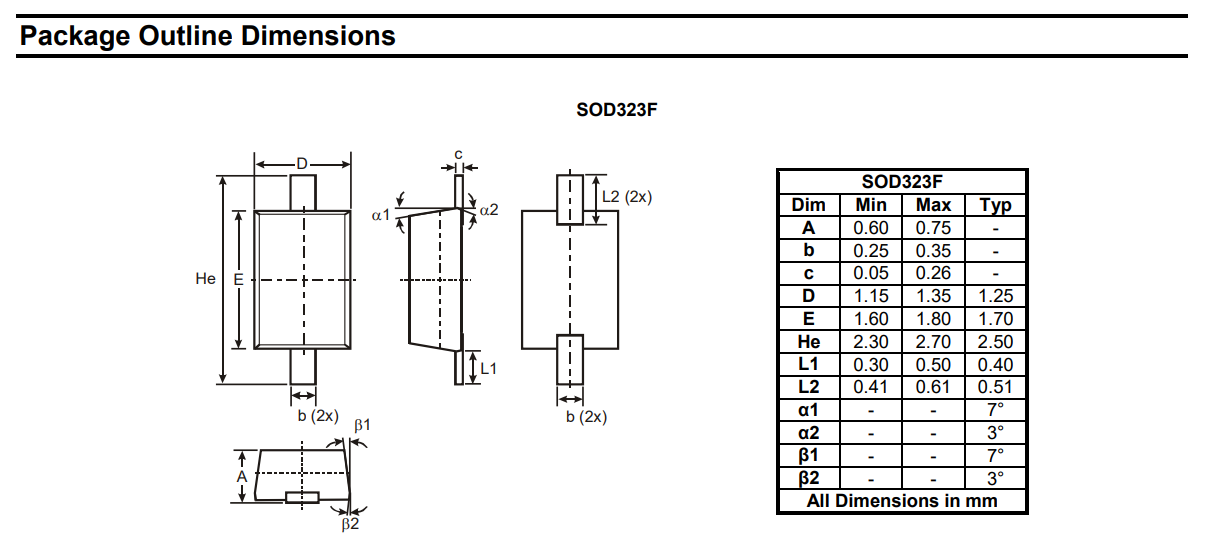 Package Outline Dimensions
SOD323F
D
c
L2 (2x)
α1
α2
He
E
L1
b (2x)
b (2x)
β1
A
β2
SOD323F
Dim Min Max Typ
A 0.60 0.75 -
b 0.25 0.35 -
c 0.05 0.26 -
D 1.15 1.35 1.25
E 1.60 1.80 1.70
He 2.30 2.70 2.50
L1 0.30 0.50 0.40
L2 0.41 0.61 0.51
α1 - - 7°
α2 - - 3°
β1 - - 7°
β2 - - 3°
All Dimensions in mm